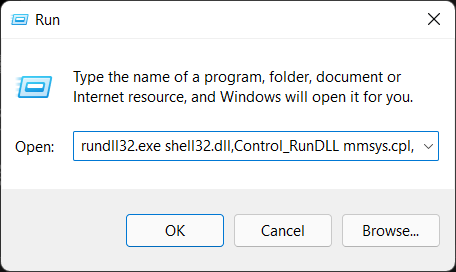 Run
Type the name of a program, folder, document or
Internet resource, and Windows will open it for you.
Open: rundll32.exe shell32.dll,Control_RunDLL mmsys.cpl,
OK Cancel Browse...